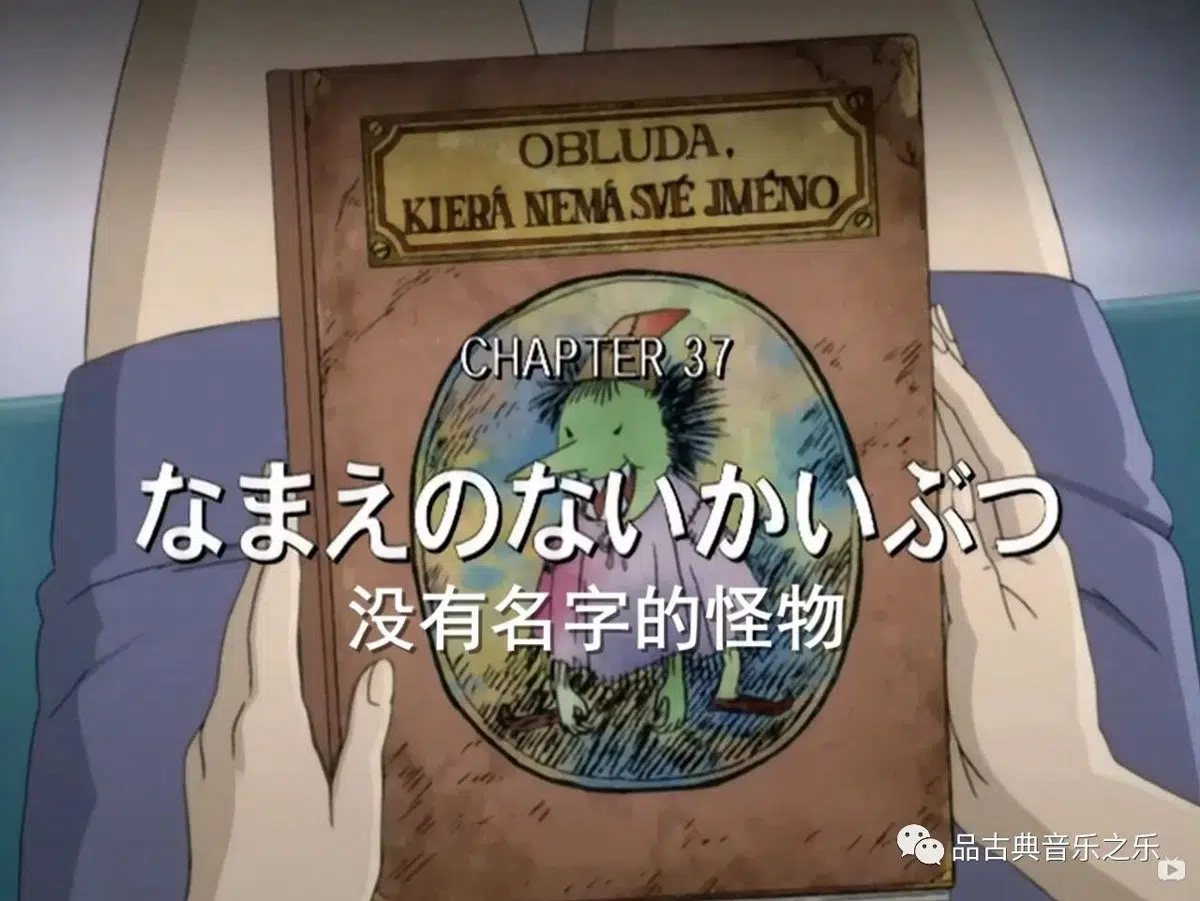 OBLUDA,
KIERÁ NEMÁ SVÉ JMÉNO
CHAPTER 37
なまえのないかいぶつ
没有名字的怪物
品古典音乐之乐